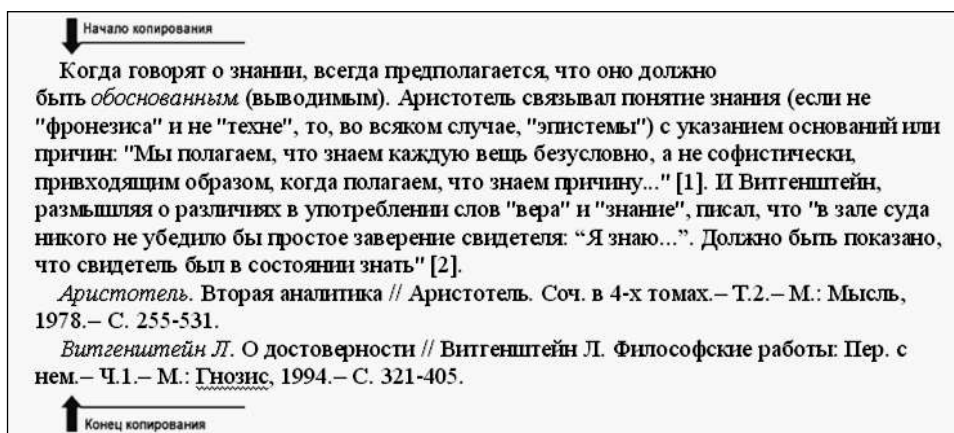 Начало копирования
Когда говорят о знании, всегда предполагается, что оно должно
быть обоснованным (выводимым). Аристотель связывал понятие знания (если не
"фронезиса" и не "техне", то, во всяком случае, "эпистемы") с указанием оснований или
причин: "Мы полагаем, что знаем каждую вещь безусловно, а не софистически,
привходящим образом, когда полагаем, что знаем причину..." [1]. И Витгенштейн,
размышляя о различиях в употреблении слов "вера" и "знание", писал, что "в зале суда
никого не убедило бы простое заверение свидетеля: “Я знаю...”. Должно быть показано,
что свидетель был в состоянии знать" [2].
Аристотель. Вторая аналитика // Аристотель. Соч. в 4-х томах.– Т.2.– М.: Мысль,
1978.– С. 255-531.
Витгенштейн Л. О достоверности // Витгенштейн Л. Философские работы: Пер. с
нем.– Ч.1.– М.: Гнозис, 1994.– С. 321-405.
Конец копирования